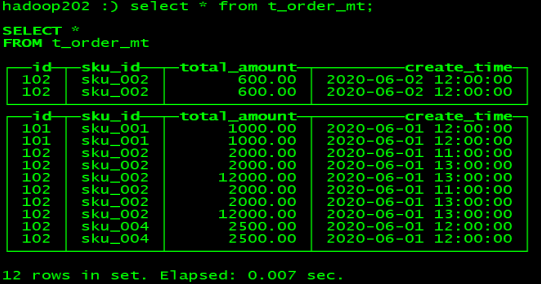 hadoop202 :) select * from t_order_mt;
SELECT *
FROM t_order_mt
id sku_id total_amount create_time
102 sku_002 600.00 2020-06-02 12:00:00
102 sku_002 600.00 2020-06-02 12:00:00
id sku_id total_amount create_time
101 sku_001 1000.00 2020-06-01 12:00:00
101 sku_001 1000.00 2020-06-01 12:00:00
102 sku_002 2000.00 2020-06-01 11:00:00
102 sku_002 2000.00 2020-06-01 13:00:00
102 sku_002 12000.00 2020-06-01 13:00:00
102 sku_002 2000.00 2020-06-01 11:00:00
102 sku_002 2000.00 2020-06-01 13:00:00
102 sku_002 12000.00 2020-06-01 13:00:00
102 sku_004 2500.00 2020-06-01 12:00:00
102 sku_004 2500.00 2020-06-01 12:00:00
12 rows in set. Elapsed: 0.007 sec.